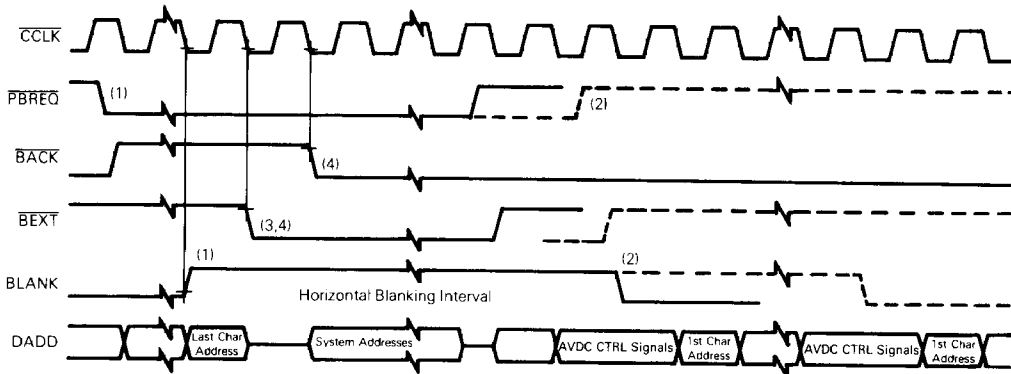 CCLK
PBREQ
(1)
(2)
BACK
(4)
BEXT
(3,4)
BLANK
(1)
(2)
Horizontal Blanking Interval
DADD
Last Char
Address
System Addresses
AVDC CTRL Signals
1st Char
Address
AVDC CTRL Signals
1st Char
Address